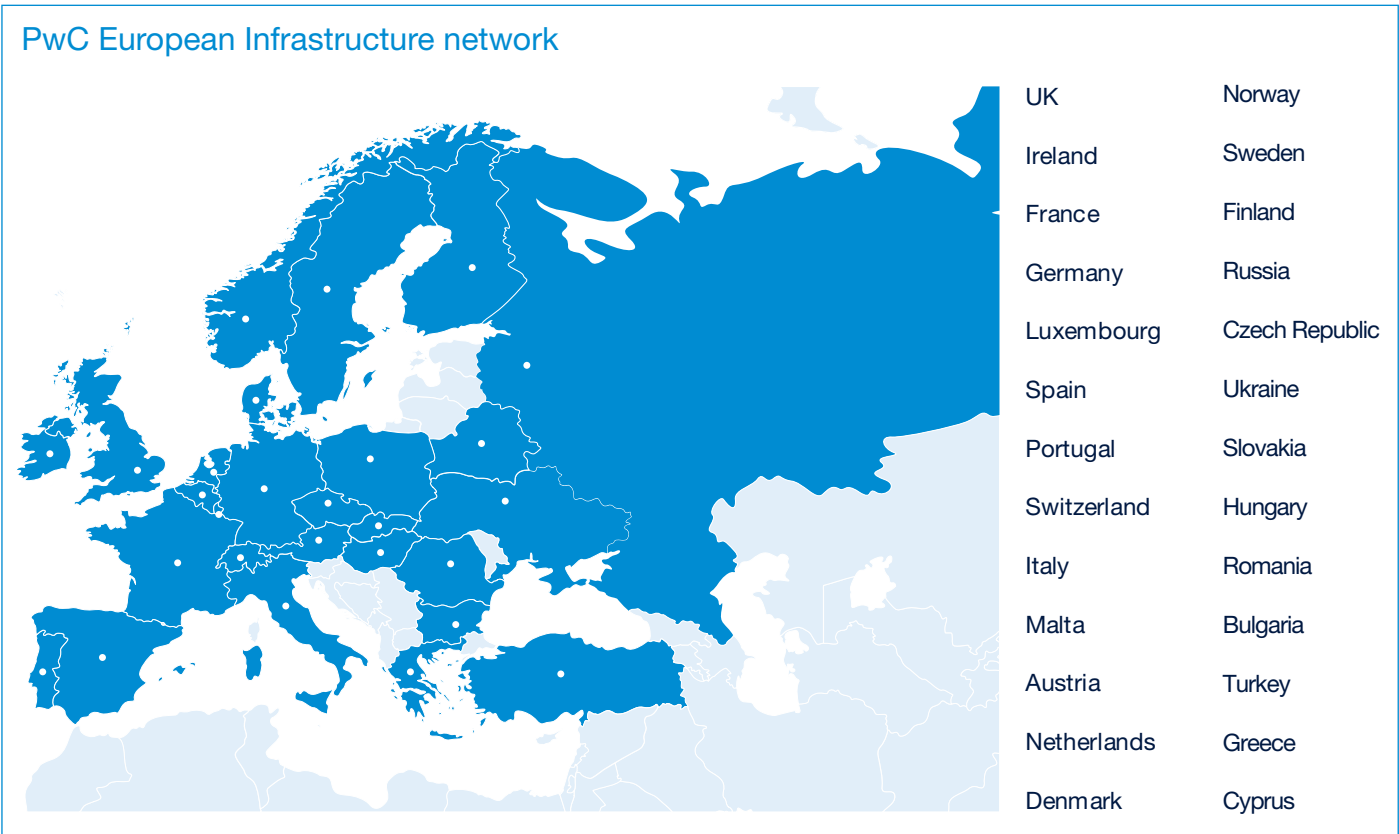 PwC European Infrastructure network
UK
Ireland
France
Germany
Luxembourg
Spain
Portugal
Switzerland
Italy
Malta
Austria
Netherlands
Denmark
Norway
Sweden
Finland
Russia
Czech Republic
Ukraine
Slovakia
Hungary
Romania
Bulgaria
Turkey
Greece
Cyprus